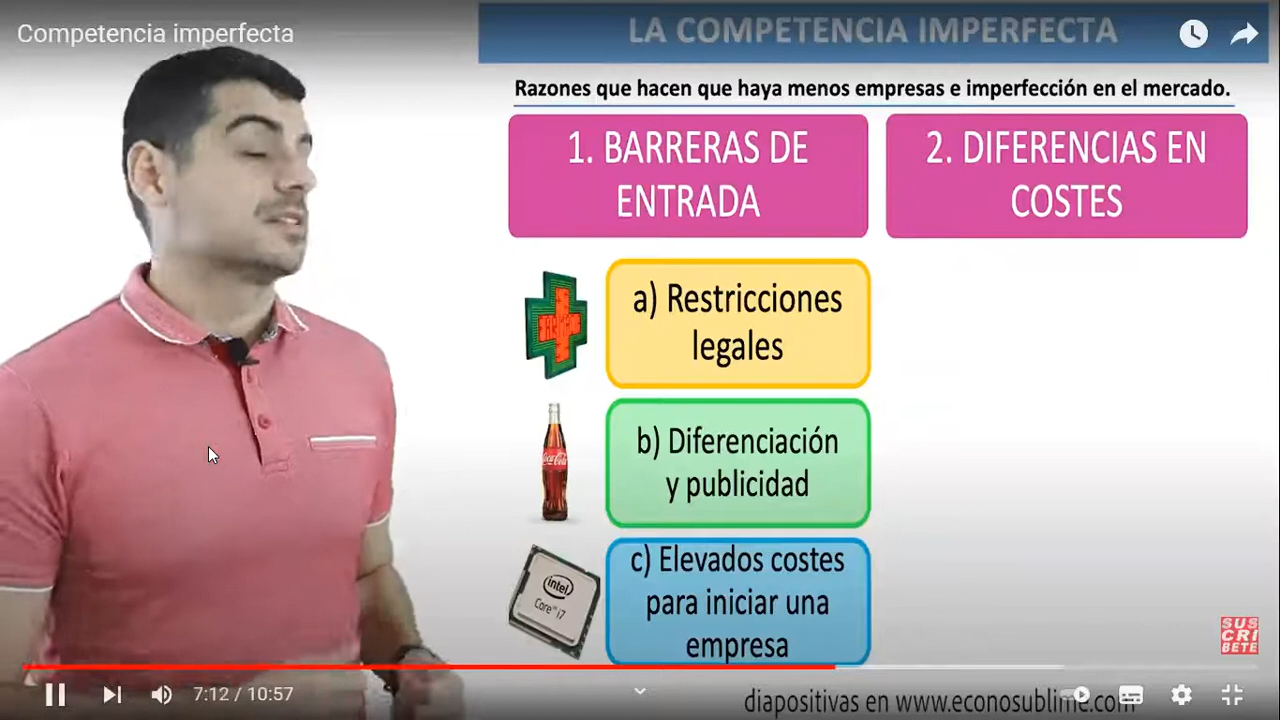 Competencia imperfecta
LA COMPETENCIA IMPERFECTA
Razones que hacen que haya menos empresas e imperfección en el mercado.
1. BARRERAS DE
ENTRADA
2. DIFERENCIAS EN
COSTES
a) Restricciones
legales
b) Diferenciación
y publicidad
Coca-Cola
c) Elevados costes
para iniciar una
empresa
intel
Core i7
SUS
CRI
BETE
7:12 / 10:57
diapositivas en www.econosublime.com